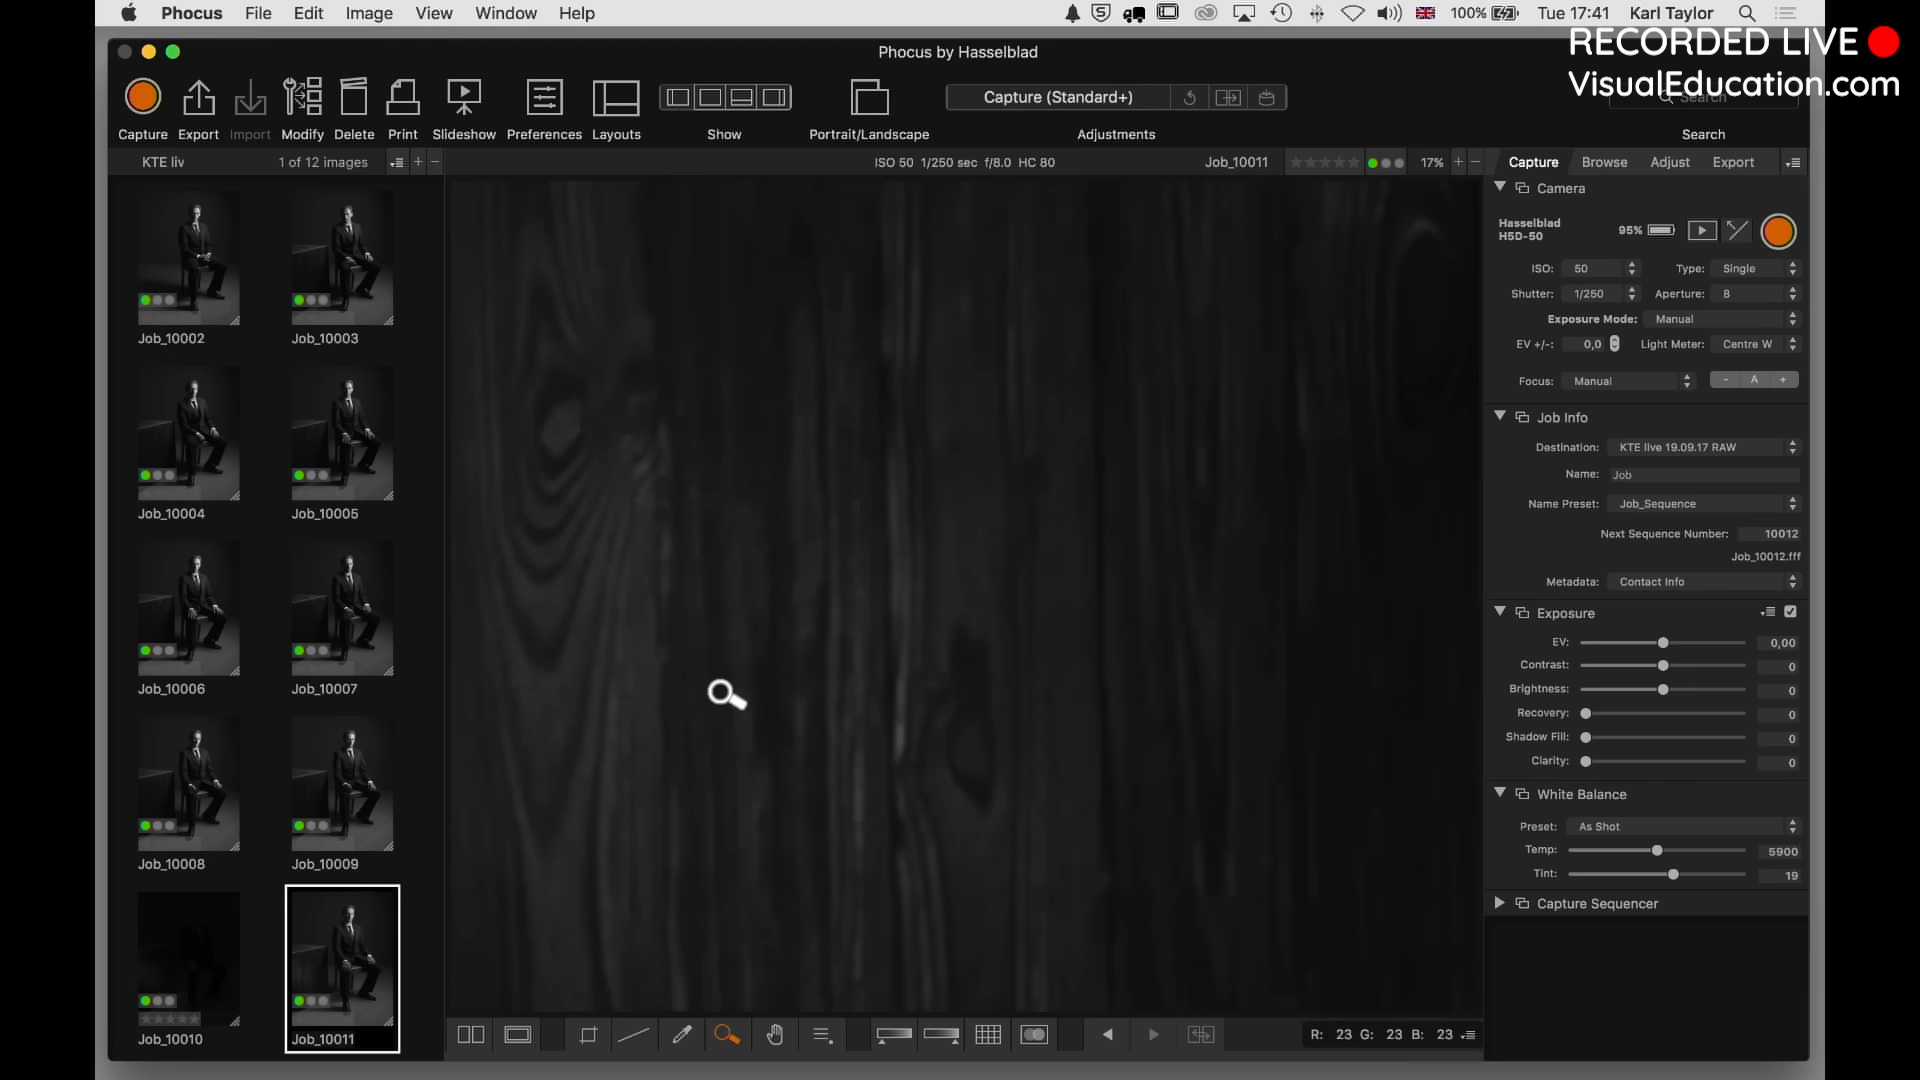 Phocus File Edit Image View Window Help
100% Tue 17:41 Karl Taylor
RECORDED LIVE
VisualEducation.com
Phocus by Hasselblad
Capture (Standard+)
Search
Capture Export Import Modify Delete Print Slideshow Preferences Layouts Show Portrait/Landscape Adjustments Search
KTE liv 1 of 12 images
ISO 50 1/250 sec f/8.0 HC 80 Job_10011 17%
Capture Browse Adjust Export
Job_10002 Job_10003
Job_10004 Job_10005
Job_10006 Job_10007
Job_10008 Job_10009
Job_10010 Job_10011
Camera
Hasselblad
H5D-50
95%
ISO: 50 Type: Single
Shutter: 1/250 Aperture: 8
Exposure Mode: Manual
EV +/-: 0,0 Light Meter: Centre W
Focus: Manual - A +
Job Info
Destination: KTE live 19.09.17 RAW
Name: Job
Name Preset: Job_Sequence
Next Sequence Number: 10012
Job_10012.fff
Metadata: Contact Info
Exposure
EV: 0,00
Contrast: 0
Brightness: 0
Recovery: 0
Shadow Fill: 0
Clarity: 0
White Balance
Preset: As Shot
Temp: 5900
Tint: 19
Capture Sequencer
R: 23 G: 23 B: 23